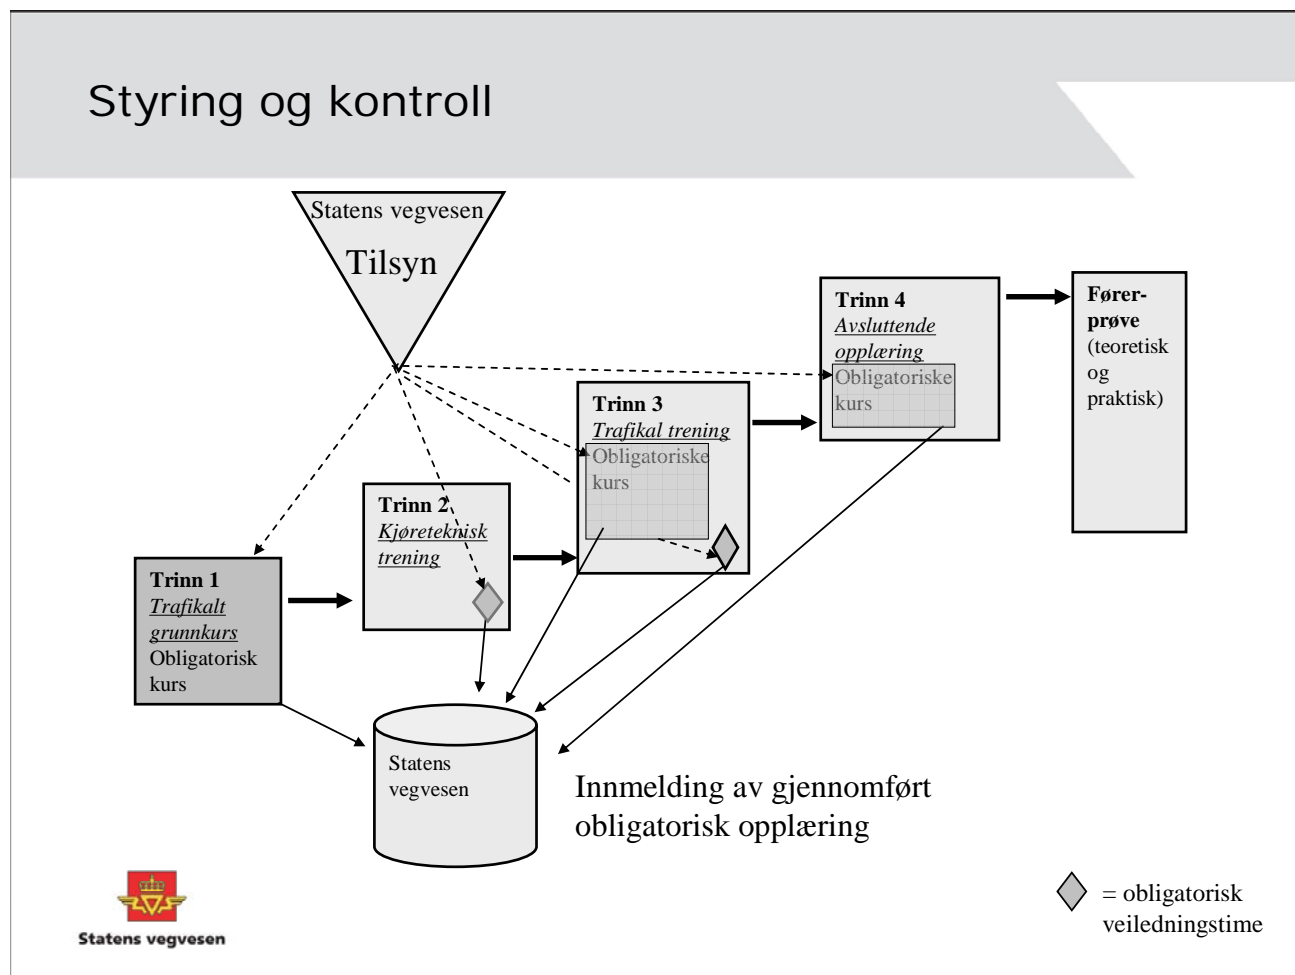 Styring og kontroll
Statens vegvesen
Tilsyn
Trinn 1
Trafikalt
grunnkurs
Obligatorisk
kurs
Trinn 2
Kjøreteknisk
trening
Trinn 3
Trafikal trening
Obligatoriske
kurs
Trinn 4
Avsluttende
opplæring
Obligatoriske
kurs
Fører-
prøve
(teoretisk
og
praktisk)
Statens
vegvesen
Innmelding av gjennomført
obligatorisk opplæring
Statens vegvesen
= obligatorisk
veiledningstime